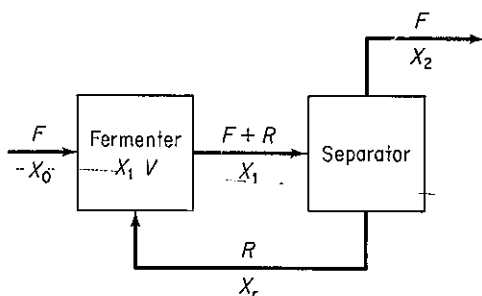 F
X₂
F
X₀
Fermenter
X₁ V
F + R
X₁
Separator
R
Xᵣ